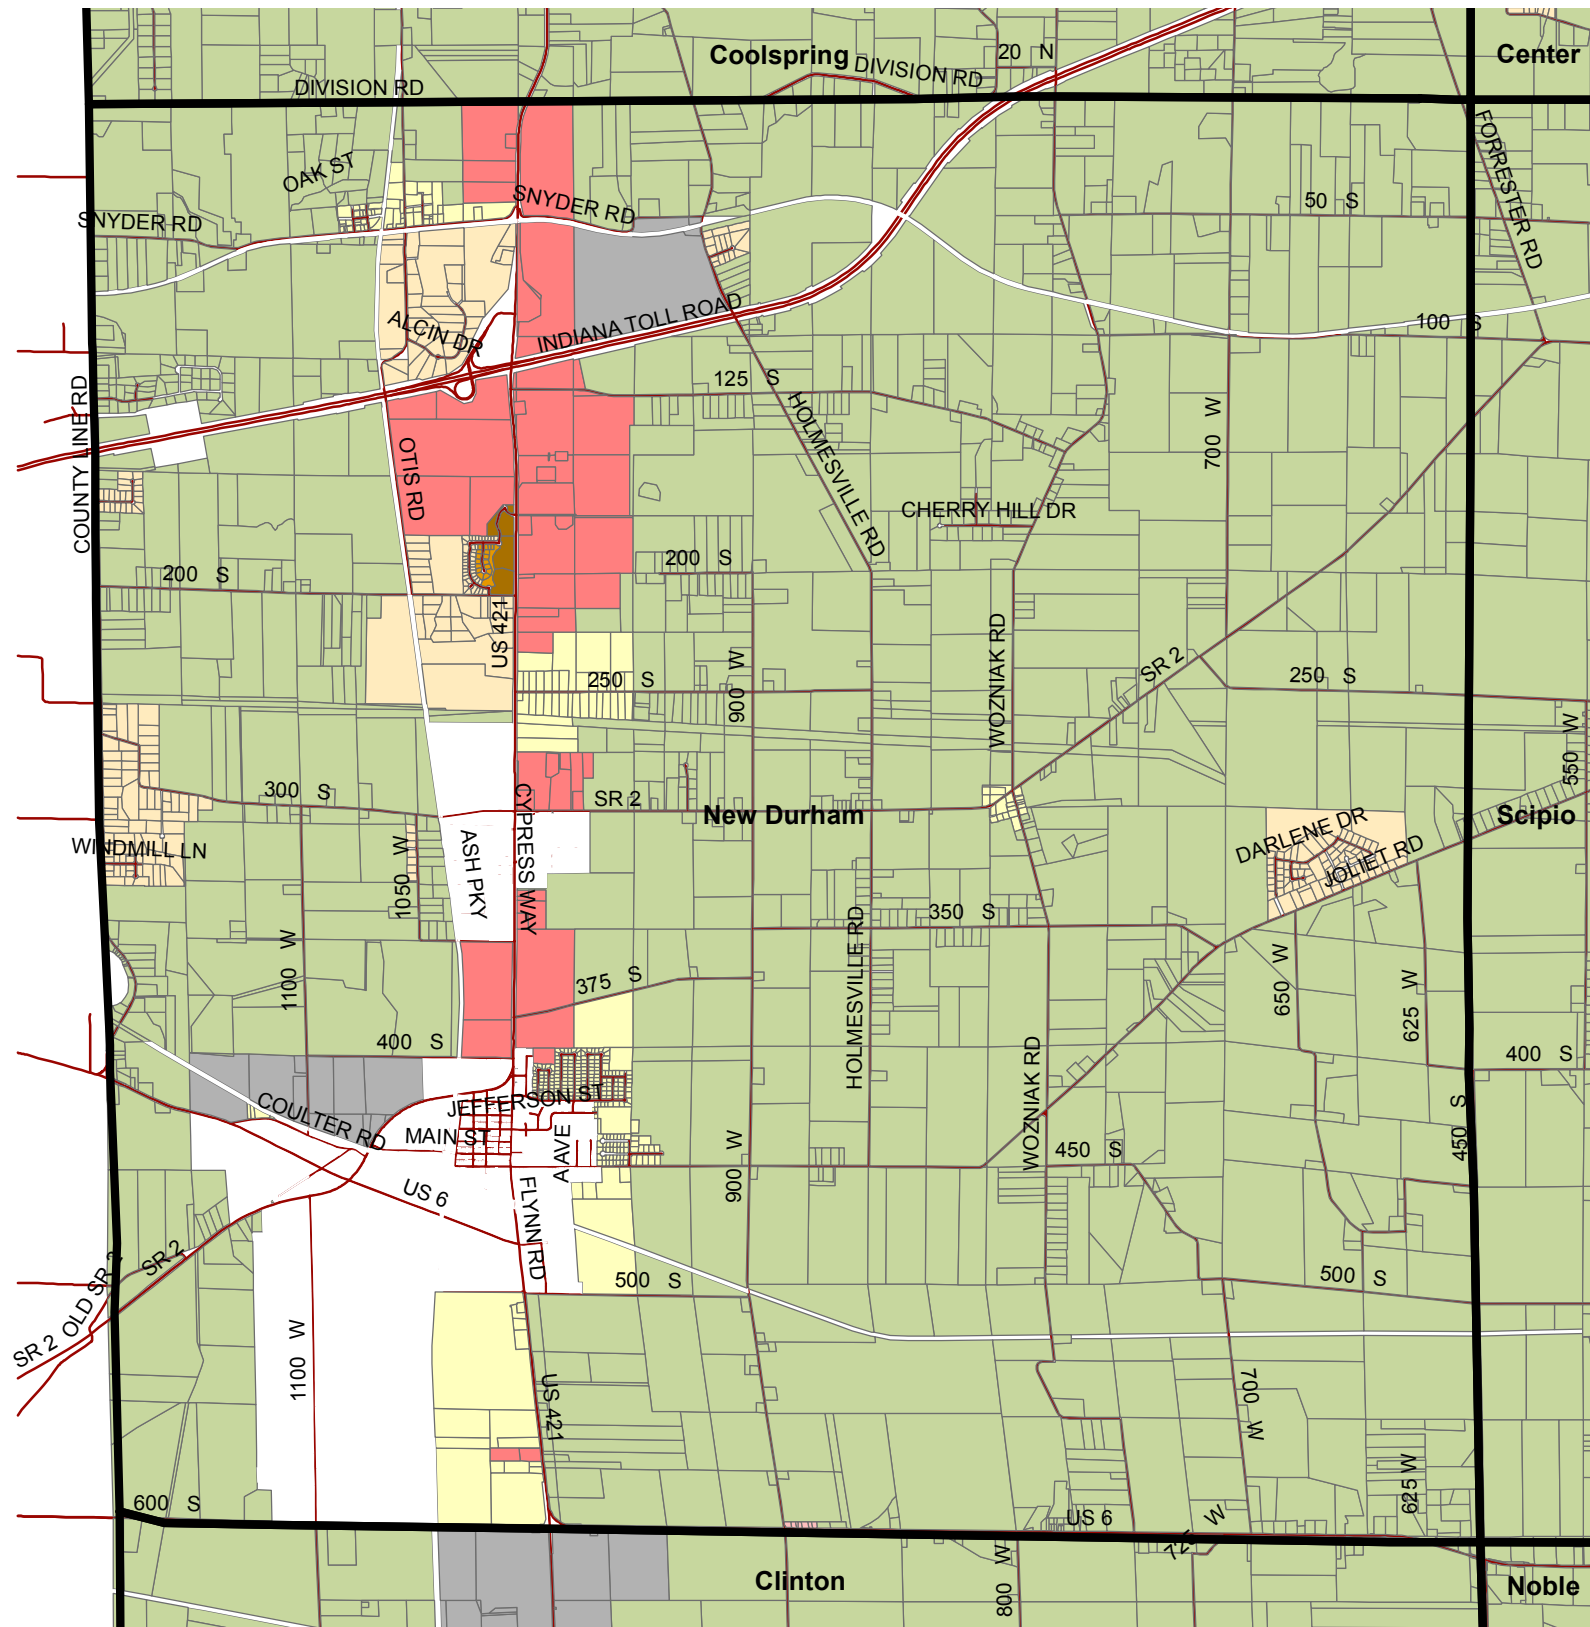 Coolspring
DIVISION RD
20 N
Center
DIVISION RD
FORRESTER RD
OAK ST
SNYDER RD
SNYDER RD
50 S
INDIANA TOLL ROAD
ALCIN DR
100 S
125 S
COUNTY LINE RD
OTIS RD
HOLMESVILLE RD
700 W
CHERRY HILL DR
200 S
200 S
US 421
WOZNIAK RD
SR 2
250 S
900 W
250 S
550 W
300 S
CYPRESS WAY
SR 2
New Durham
Scipio
WINDMILL LN
1050 W
ASH PKY
DARLENE DR
JOLIET RD
350 S
1100 W
HOLMESVILLE RD
375 S
650 W
625 W
400 S
400 S
WOZNIAK RD
COULTER RD
JEFFERSON ST
MAIN ST
A AVE
900 W
450 S
450 S
US 6
FLYNN RD
500 S
500 S
OLD SR 2
SR 2
SR 2
1100 W
US 421
700 W
625 W
600 S
US 6
725 W
800 W
Clinton
Noble